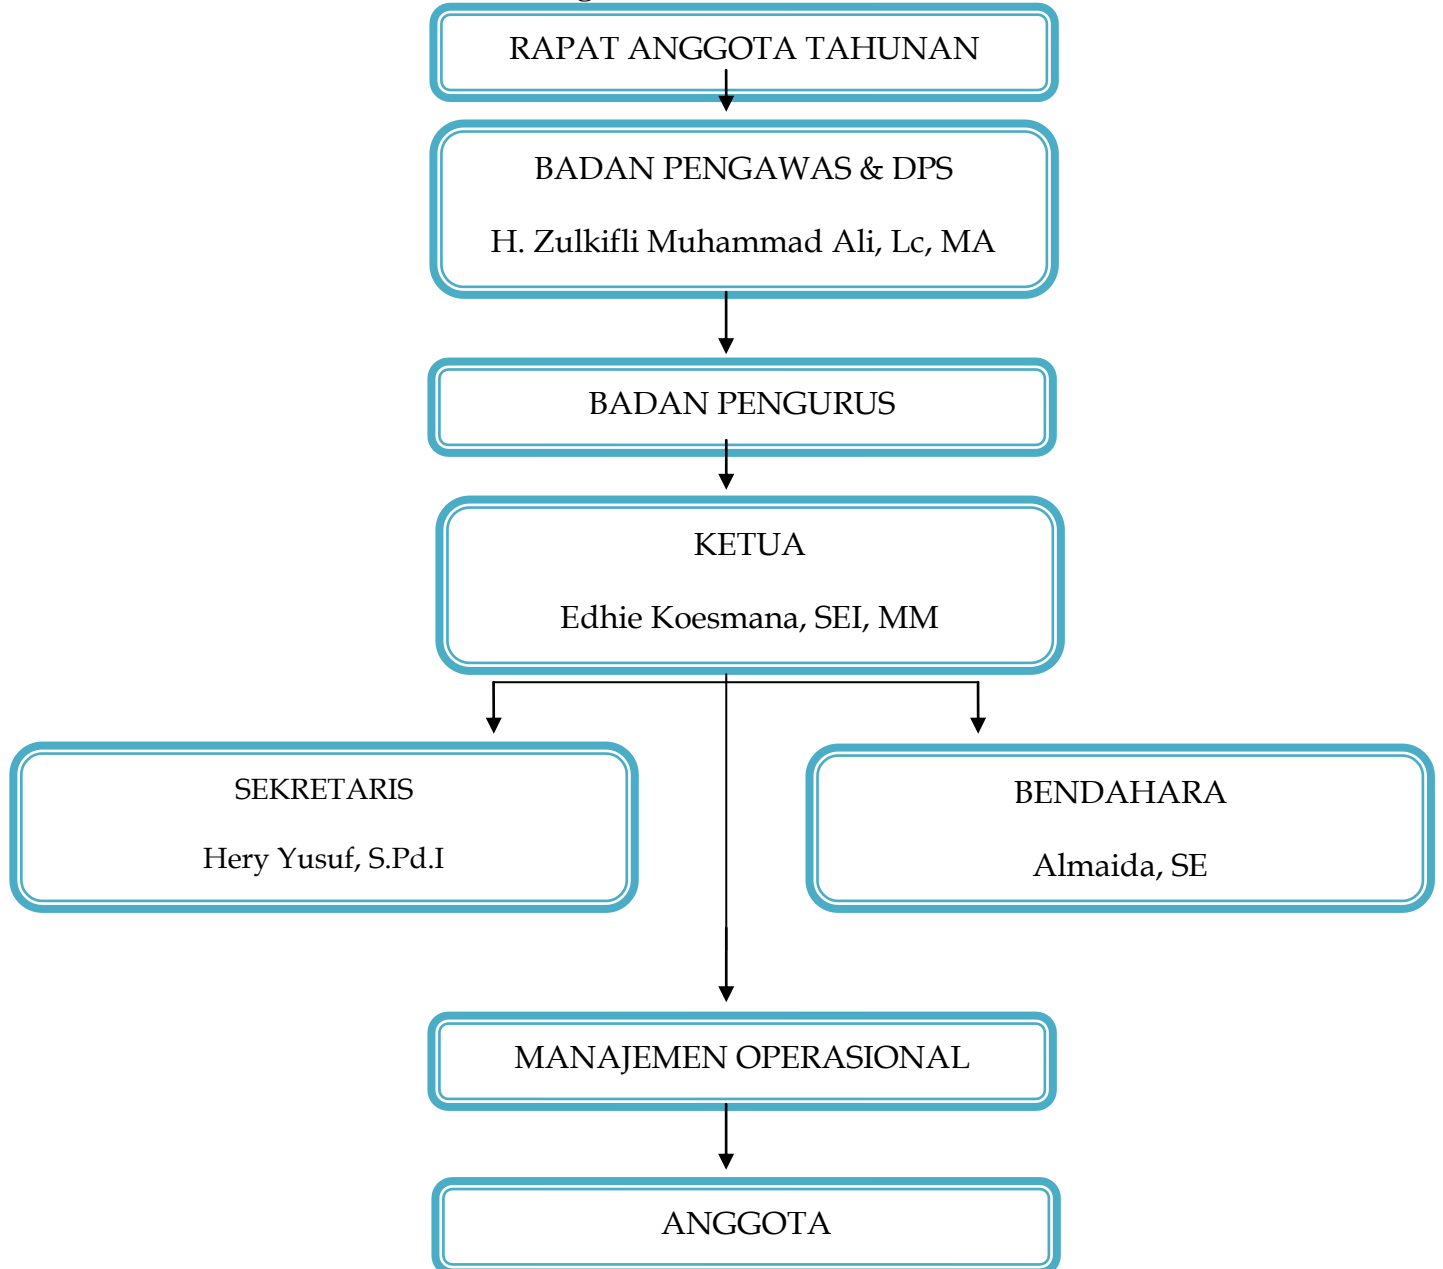 RAPAT ANGGOTA TAHUNAN
BADAN PENGAWAS & DPS
H. Zulkifli Muhammad Ali, Lc, MA
BADAN PENGURUS
KETUA
Edhie Koesmana, SEI, MM
SEKRETARIS
Hery Yusuf, S.Pd.I
BENDAHARA
Almaida, SE
MANAJEMEN OPERASIONAL
ANGGOTA